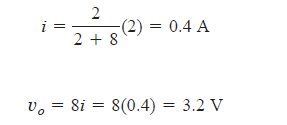 i = 2 / (2 + 8) (2) = 0.4 A
v_o = 8i = 8(0.4) = 3.2 V